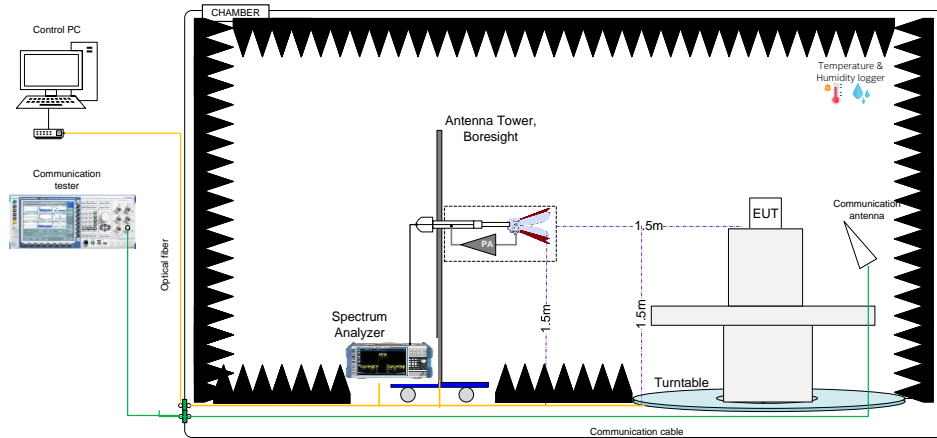 CHAMBER
Control PC
Temperature &
Humidity logger
Antenna Tower,
Boresight
Communication
tester
EUT
Communication
antenna
1.5m
PA
Optical fiber
1.5m
1.5m
Spectrum
Analyzer
Turntable
Communication cable